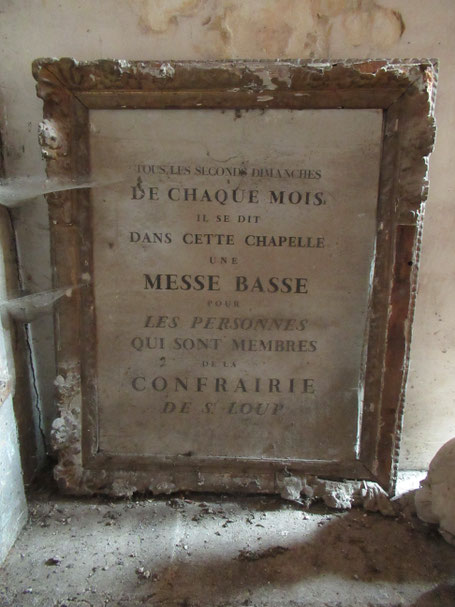 TOUS LES SECONDS DIMANCHES
DE CHAQUE MOIS.
IL SE DIT
DANS CETTE CHAPELLE
UNE
MESSE BASSE
POUR
LES PERSONNES
QUI SONT MEMBRES
DE LA
CONFRAIRIE
DE St LOUP